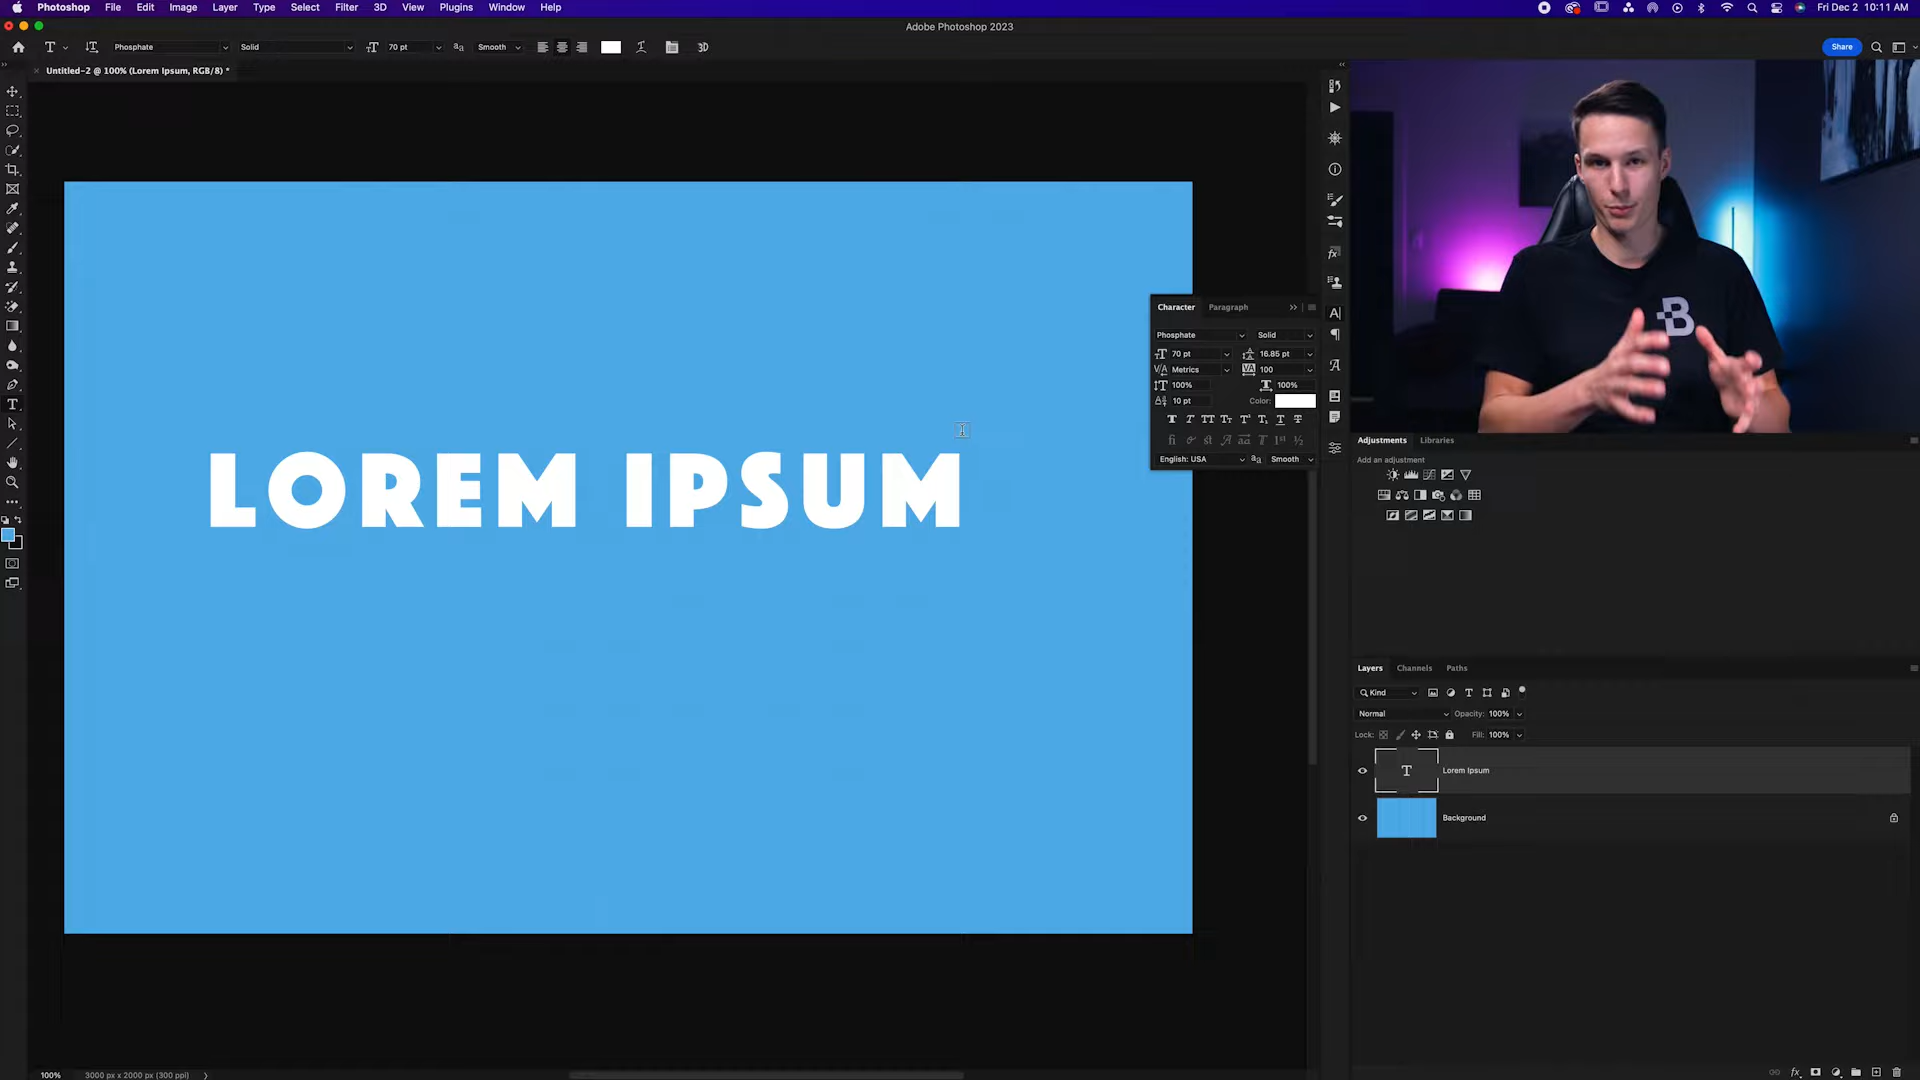 Photoshop File Edit Image Layer Type Select Filter 3D View Plugins Window Help Fri Dec 2 10:11 AM
Adobe Photoshop 2023
Phosphate Solid 70 pt Smooth 3D Share
Untitled-2 @ 100% (Lorem Ipsum, RGB/8) *
B
Character Paragraph
Phosphate Solid
70 pt 16.85 pt
Metrics 100
100% 100%
10 pt Color:
English: USA Smooth
LOREM IPSUM
Adjustments Libraries
Add an adjustment
Layers Channels Paths
Kind
Normal Opacity: 100%
Lock: Fill: 100%
T Lorem Ipsum
Background
100% 3000 px x 2000 px (300 ppi)